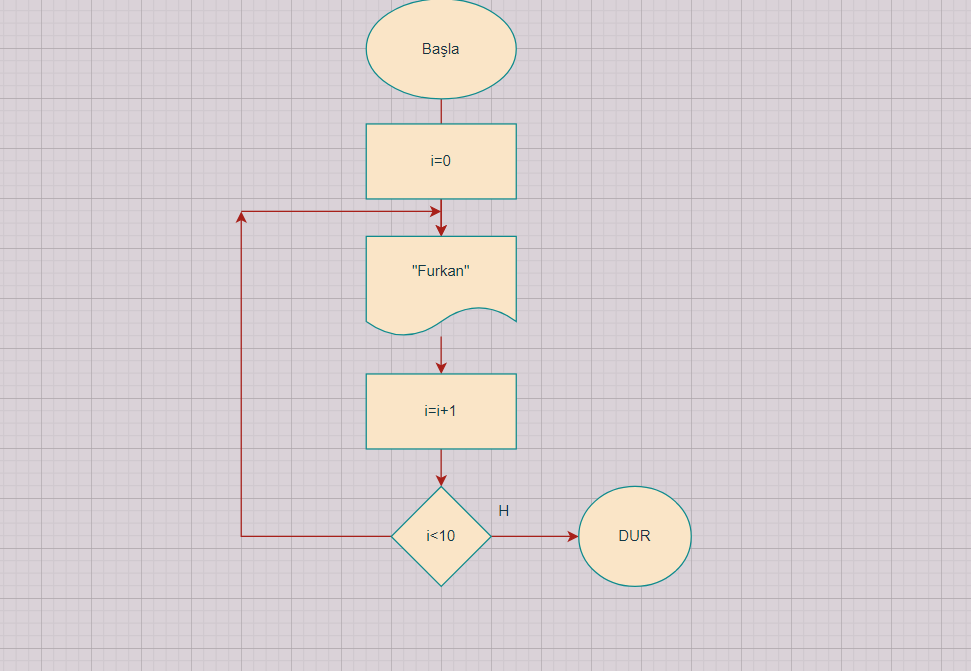 Başla
i=0
"Furkan"
i=i+1
H
i<10
DUR